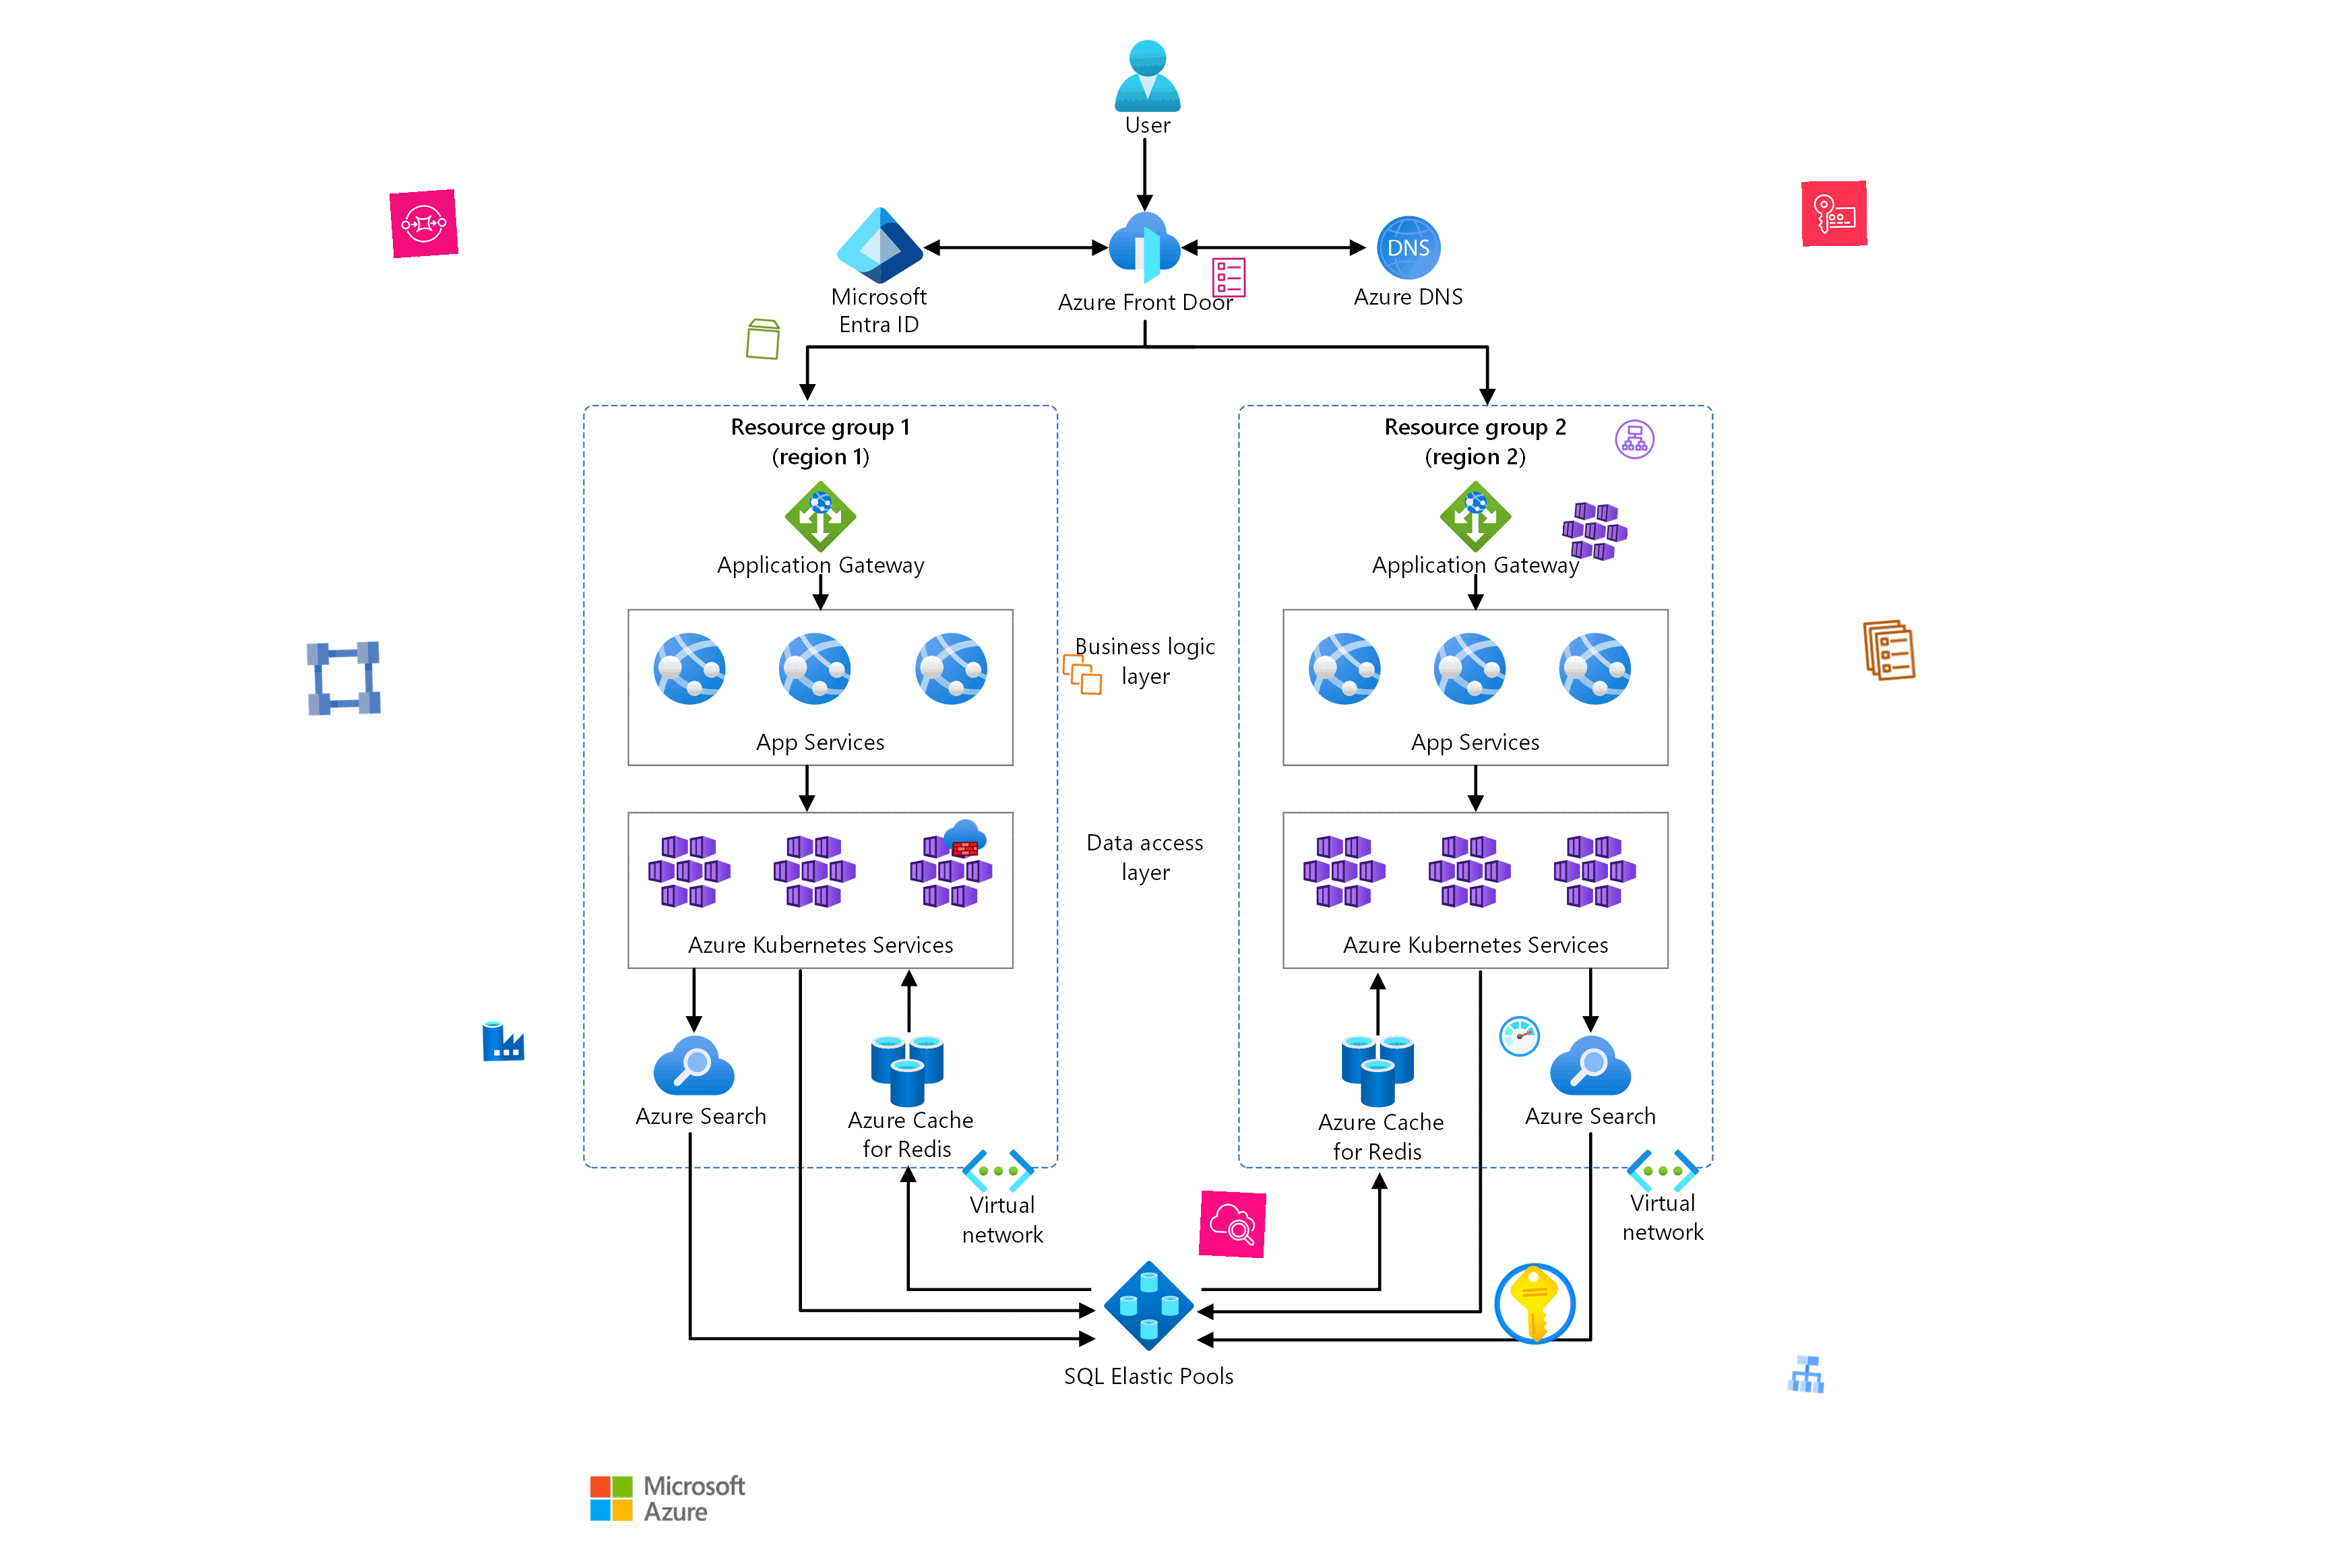 User
DNS
Microsoft
Entra ID
Azure Front Door
Azure DNS
Resource group 1
(region 1)
Application Gateway
App Services
Azure Kubernetes Services
Azure Search
Azure Cache
for Redis
Virtual
network
Business logic
layer
Data access
layer
Resource group 2
(region 2)
Application Gateway
App Services
Azure Kubernetes Services
Azure Cache
for Redis
Azure Search
Virtual
network
SQL Elastic Pools
Microsoft
Azure